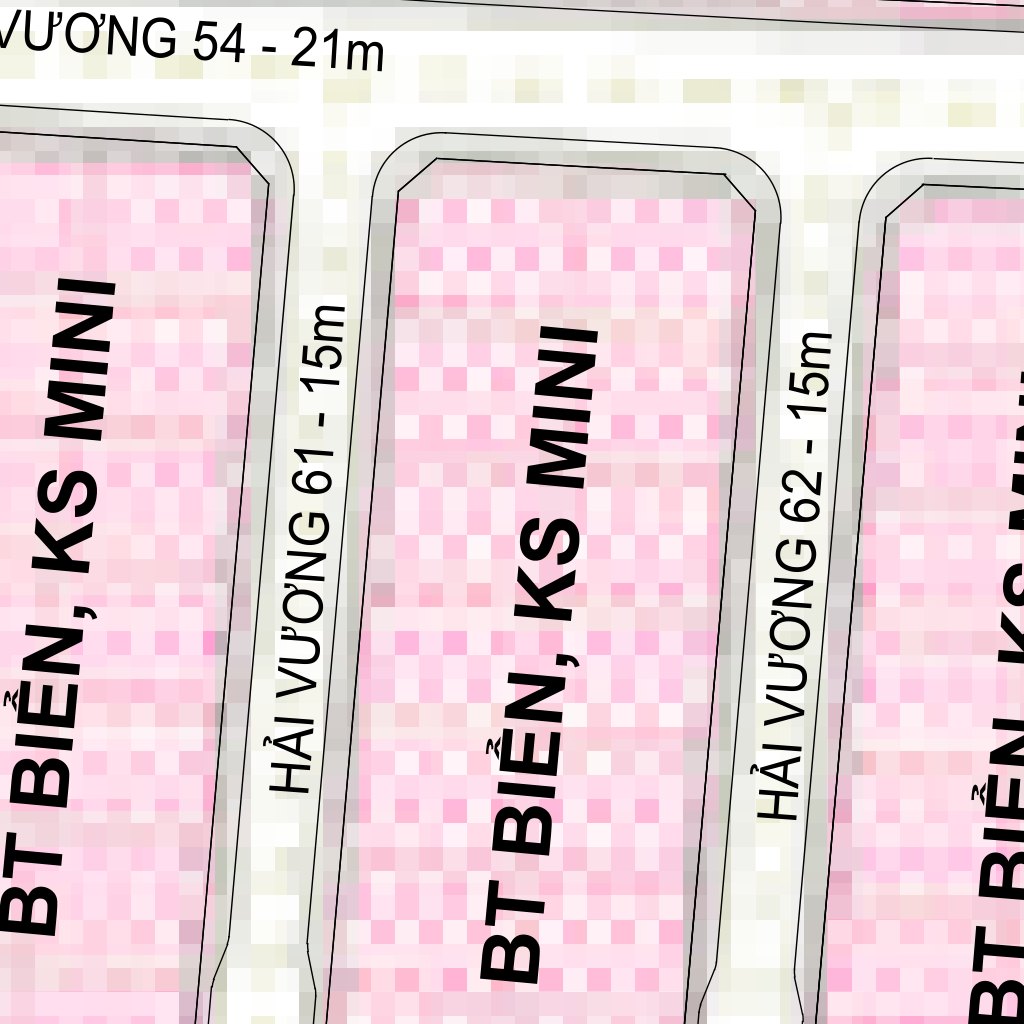 VƯƠNG 54 - 21m
BT BIỂN, KS MINI
HẢI VƯƠNG 61 - 15m
BT BIỂN, KS MINI
HẢI VƯƠNG 62 - 15m
BT BIỂN, KS MINI